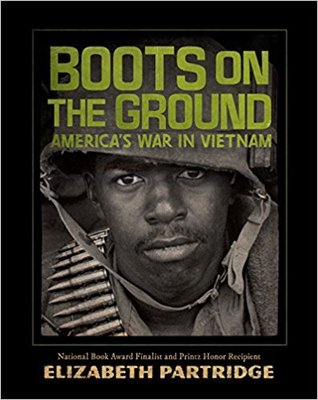 BOOTS ON
THE GROUND
AMERICA'S WAR IN VIETNAM
National Book Award Finalist and Printz Honor Recipient
ELIZABETH PARTRIDGE